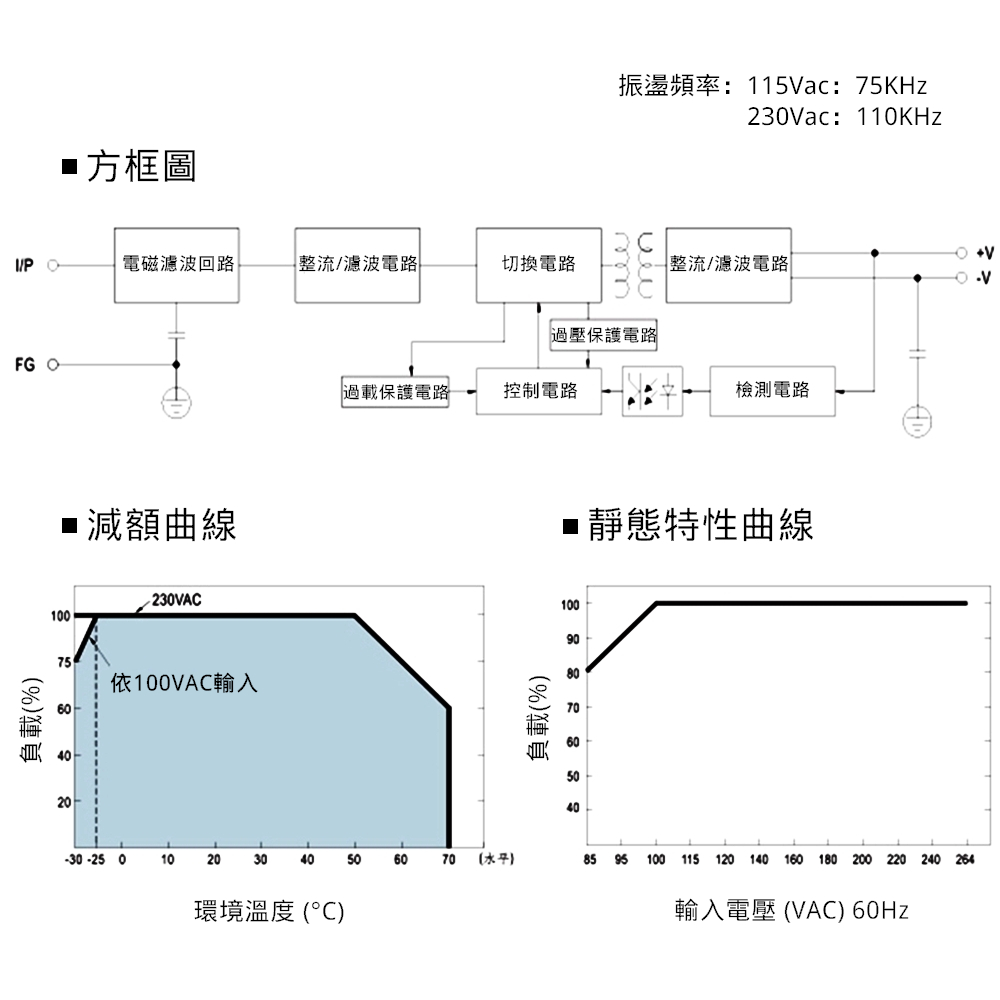 振盪頻率：115Vac：75KHz
230Vac：110KHz
■ 方框圖
I/P
電磁濾波回路
整流/濾波電路
切換電路
整流/濾波電路
+V
-V
過壓保護電路
FG
過載保護電路
控制電路
檢測電路
■ 減額曲線
230VAC
依100VAC輸入
負載(%)
100
75
60
40
20
-30 -25 0 10 20 30 40 50 60 70 (水平)
環境溫度 (°C)
■ 靜態特性曲線
負載(%)
100
90
80
70
60
50
40
85 95 100 115 120 140 160 180 200 220 240 264
輸入電壓 (VAC) 60Hz